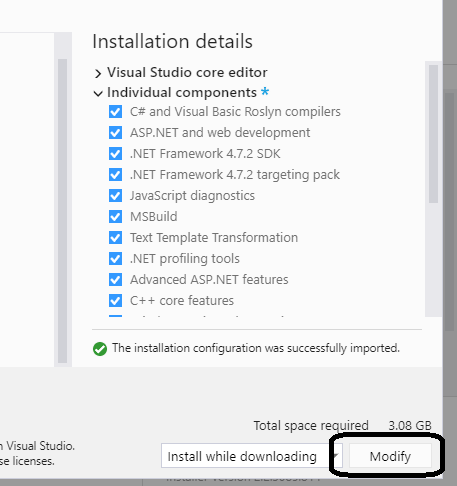 Installation details
Visual Studio core editor
Individual components *
C# and Visual Basic Roslyn compilers
ASP.NET and web development
.NET Framework 4.7.2 SDK
.NET Framework 4.7.2 targeting pack
JavaScript diagnostics
MSBuild
Text Template Transformation
.NET profiling tools
Advanced ASP.NET features
C++ core features
The installation configuration was successfully imported.
Total space required 3.08 GB
n Visual Studio.
se licenses.
Install while downloading
Modify